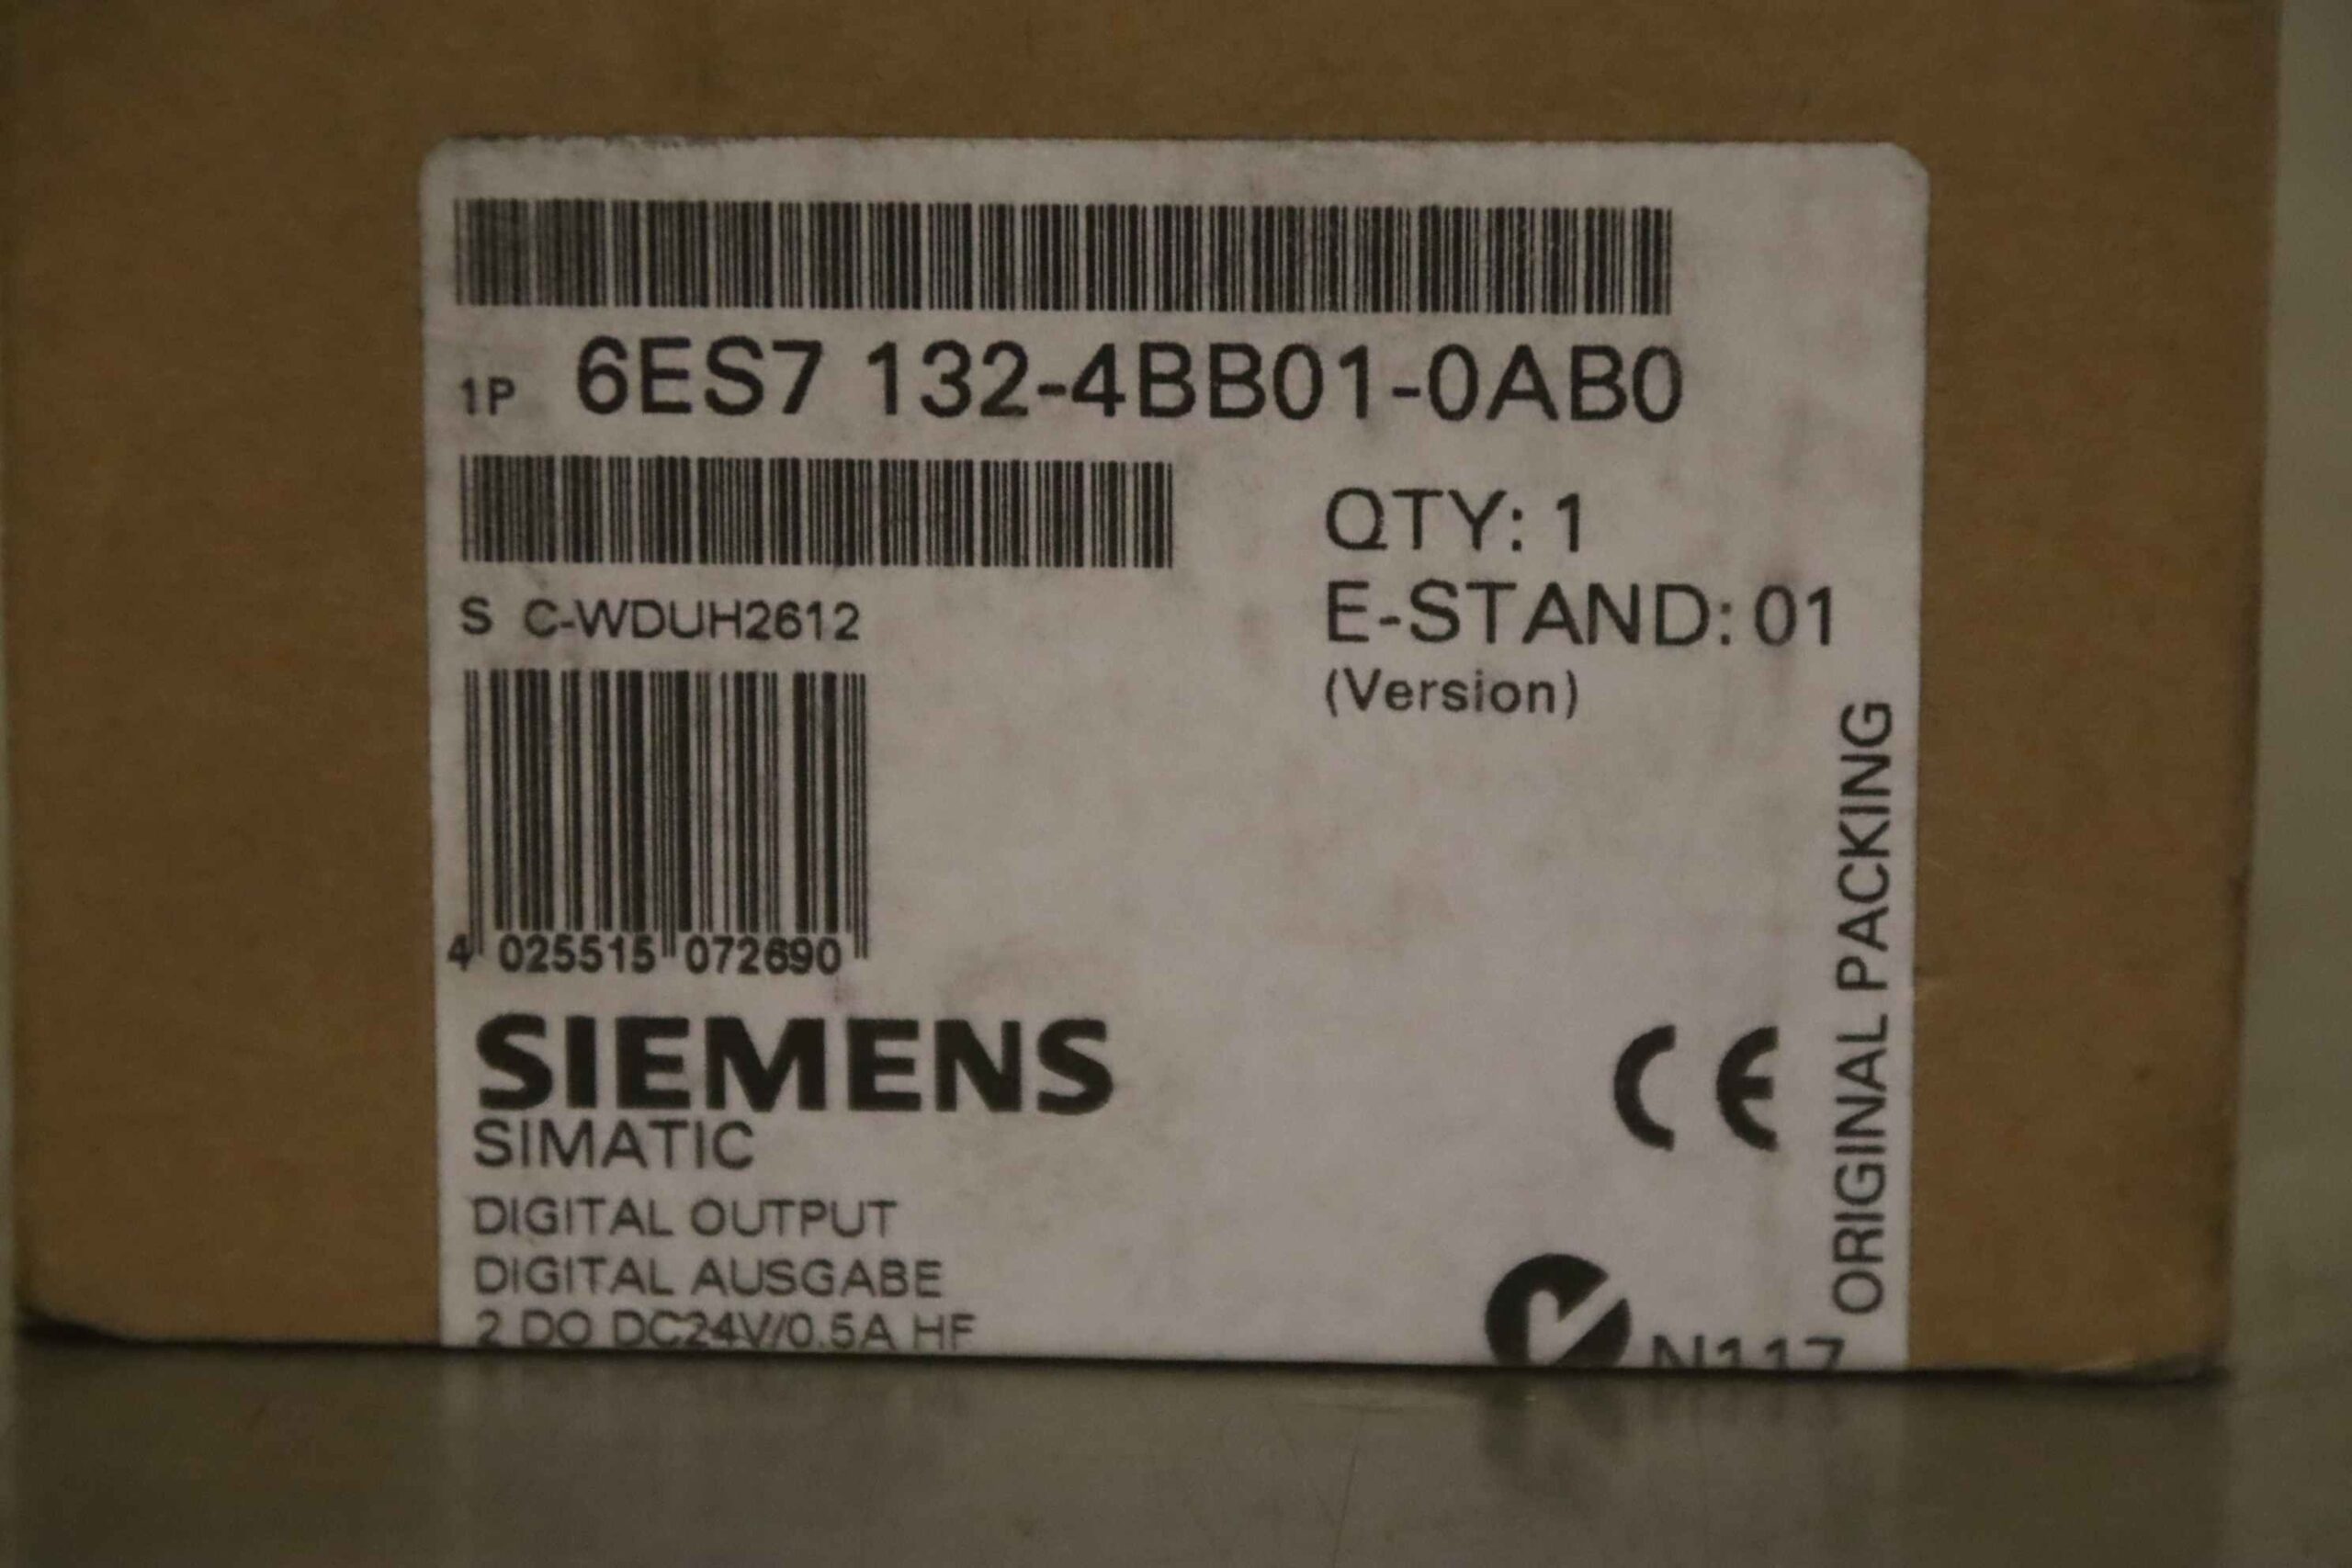 1P 6ES7 132-4BB01-0AB0
QTY: 1
E-STAND: 01
(Version)
S C-WDUH2612
4 025515 072690
SIEMENS
SIMATIC
DIGITAL OUTPUT
DIGITAL AUSGABE
2 DO DC24V/0.5A HF
CE
N117
ORIGINAL PACKING